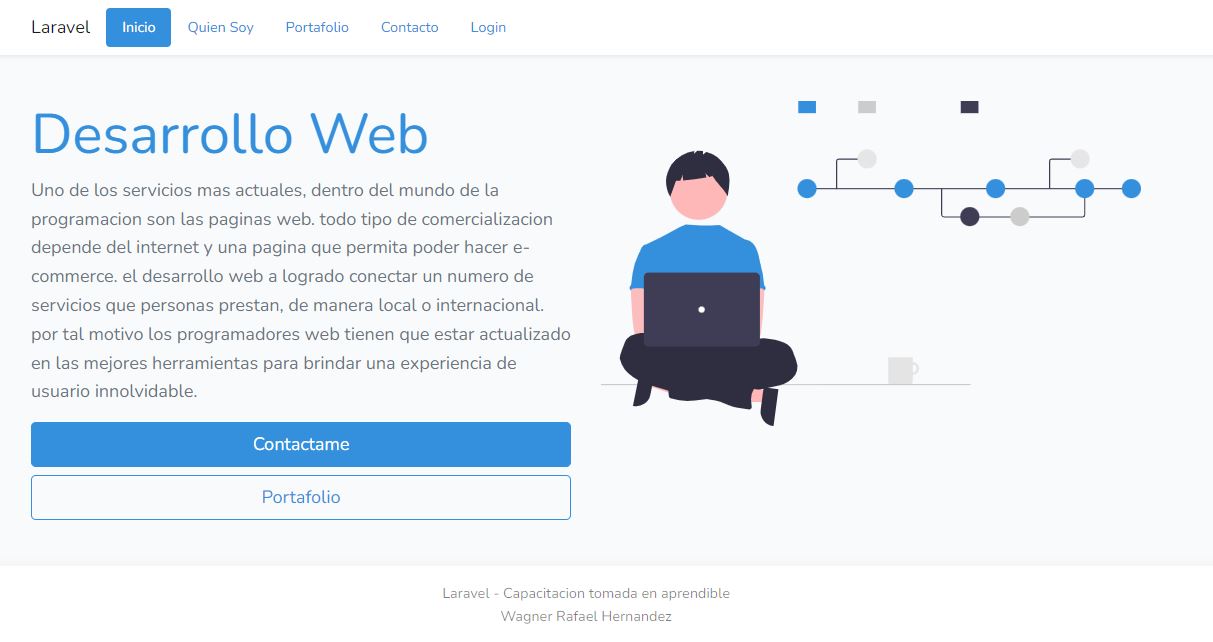 Laravel Inicio Quien Soy Portafolio Contacto Login
Desarrollo Web
Uno de los servicios mas actuales, dentro del mundo de la
programacion son las paginas web. todo tipo de comercializacion
depende del internet y una pagina que permita poder hacer e-
commerce. el desarrollo web a logrado conectar un numero de
servicios que personas prestan, de manera local o internacional.
por tal motivo los programadores web tienen que estar actualizado
en las mejores herramientas para brindar una experiencia de
usuario innolvidable.
Contactame
Portafolio
Laravel - Capacitacion tomada en aprendible
Wagner Rafael Hernandez